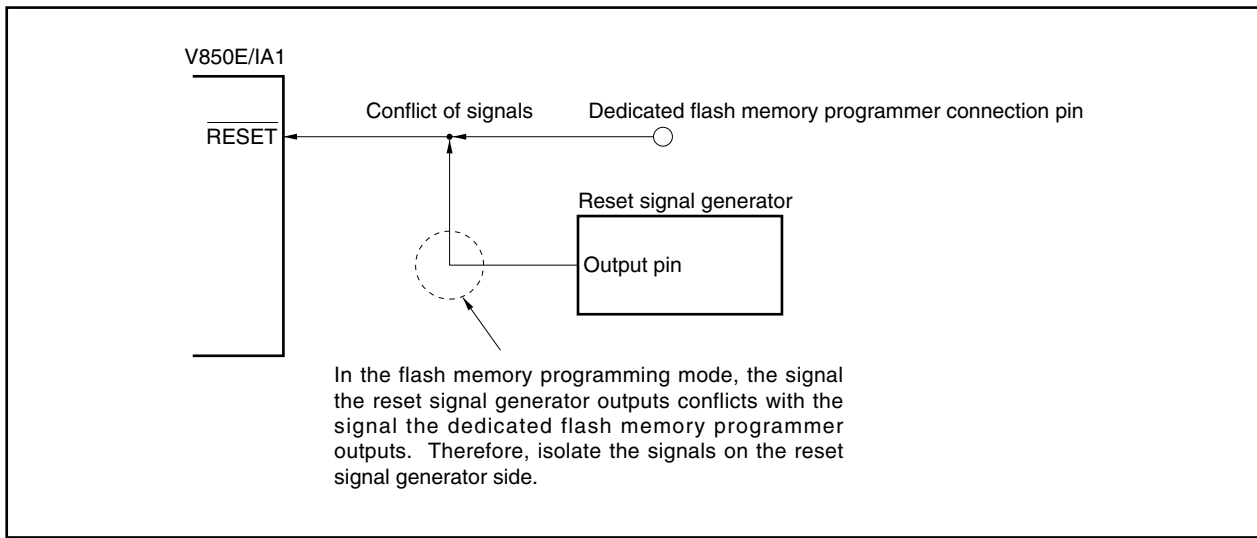 V850E/IA1
Conflict of signals
Dedicated flash memory programmer connection pin
RESET
Reset signal generator
Output pin
In the flash memory programming mode, the signal
the reset signal generator outputs conflicts with the
signal the dedicated flash memory programmer
outputs.  Therefore, isolate the signals on the reset
signal generator side.